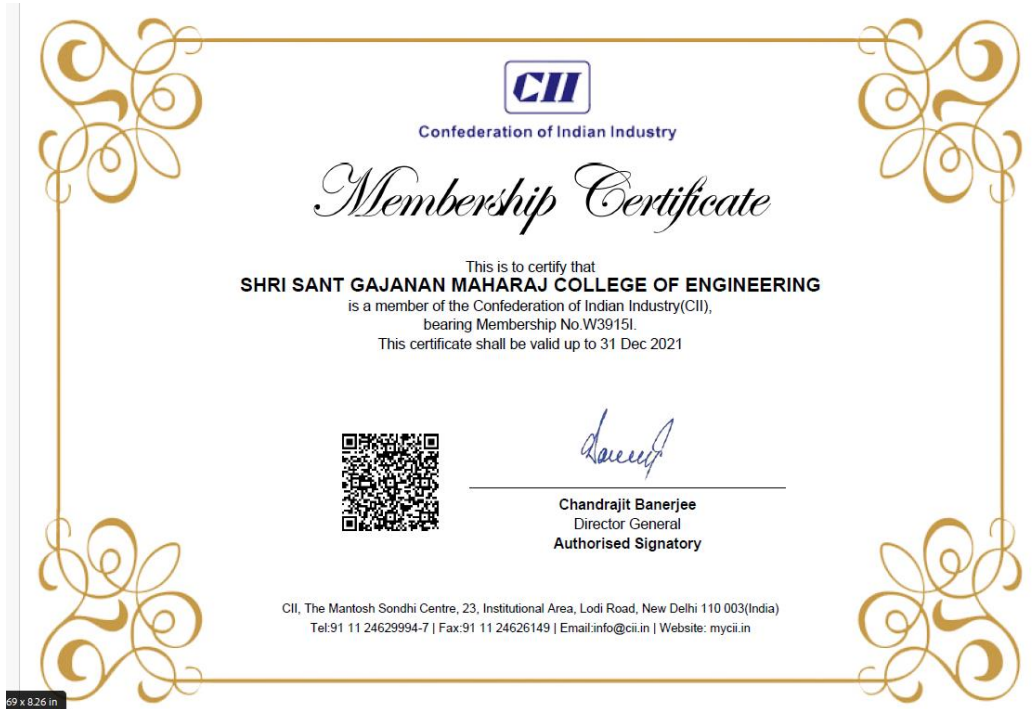 CII
Confederation of Indian Industry
Membership Certificate
This is to certify that
SHRI SANT GAJANAN MAHARAJ COLLEGE OF ENGINEERING
is a member of the Confederation of Indian Industry(CII),
bearing Membership No.W3915I.
This certificate shall be valid up to 31 Dec 2021
Chandrajit Banerjee
Director General
Authorised Signatory
CII, The Mantosh Sondhi Centre, 23, Institutional Area, Lodi Road, New Delhi 110 003(India)
Tel:91 11 24629994-7 | Fax:91 11 24626149 | Email:info@cii.in | Website: mycii.in
69 x 8.26 in